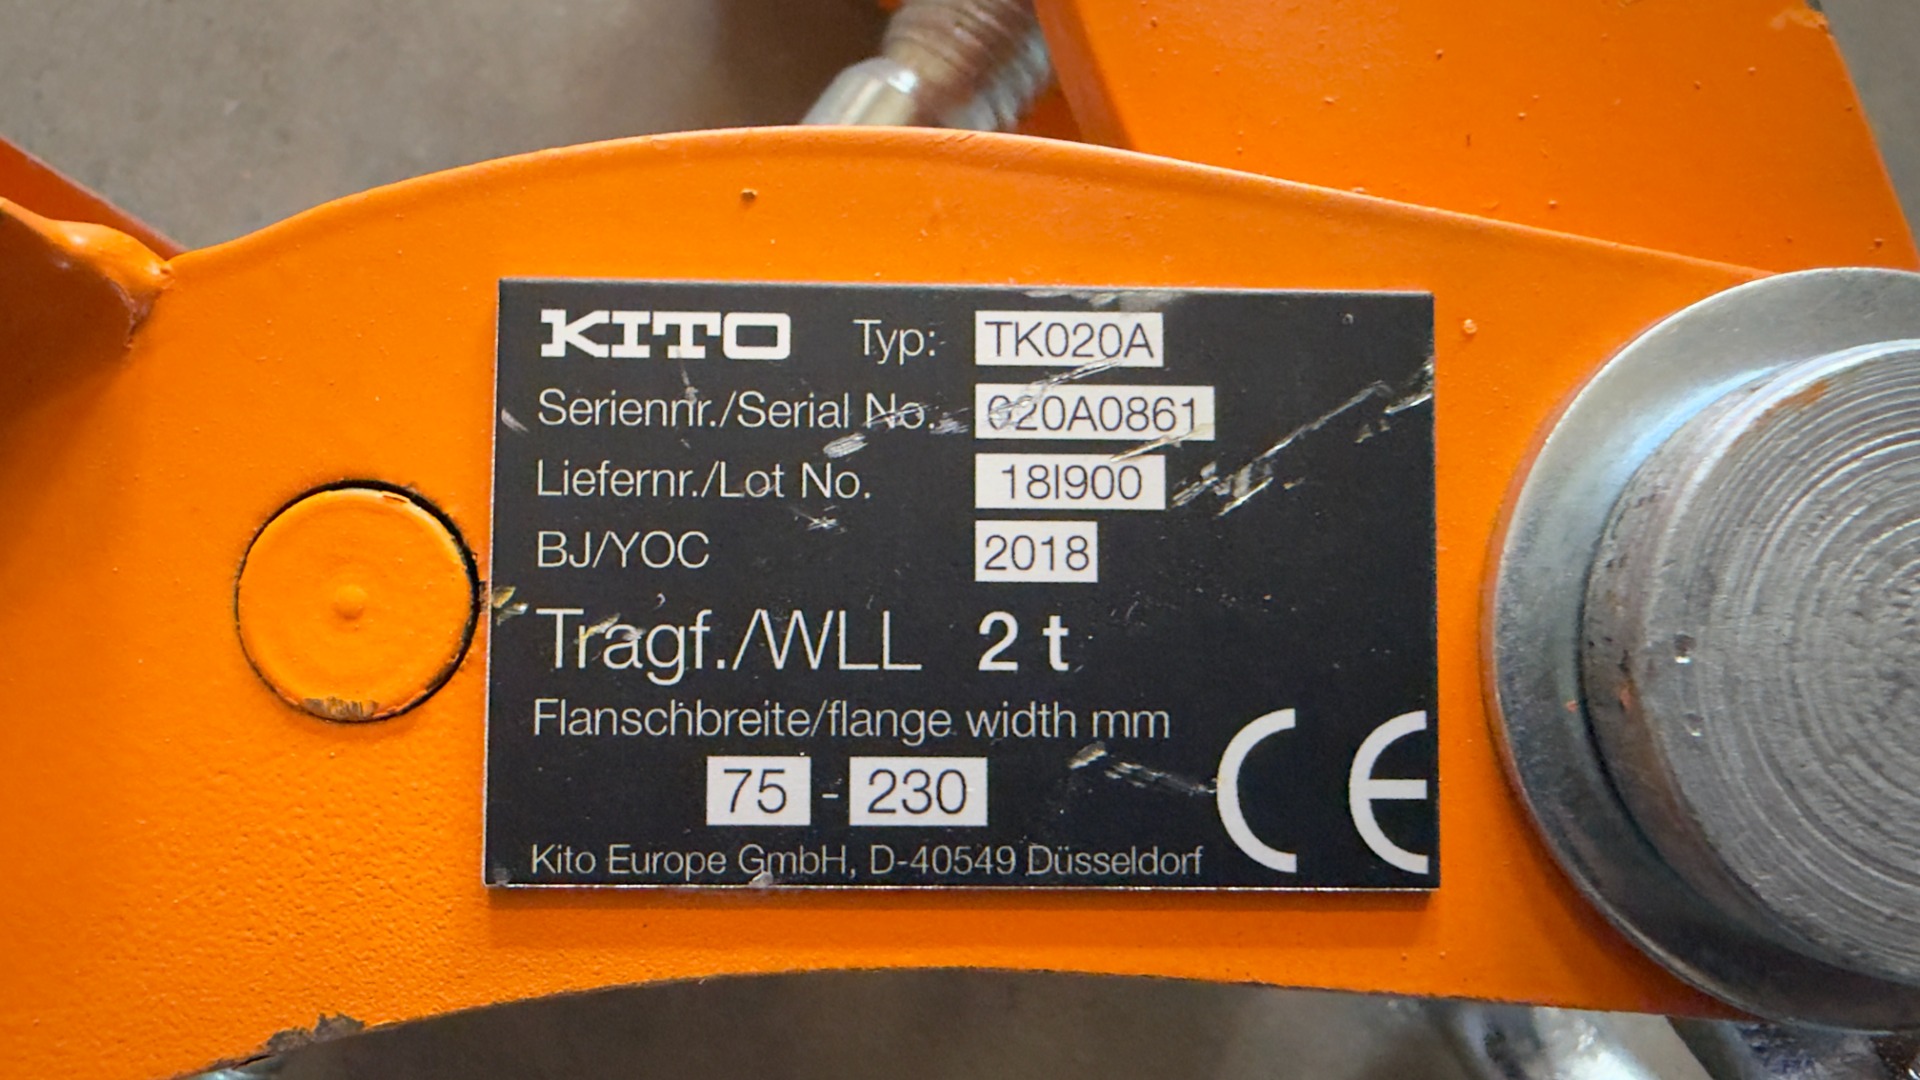 KITO Typ: TK020A
Seriennr./Serial No. 020A0861
Liefernr./Lot No. 18I900
BJ/YOC 2018
Tragf./WLL 2 t
Flanschbreite/flange width mm
75 - 230
CE
Kito Europe GmbH, D-40549 Düsseldorf